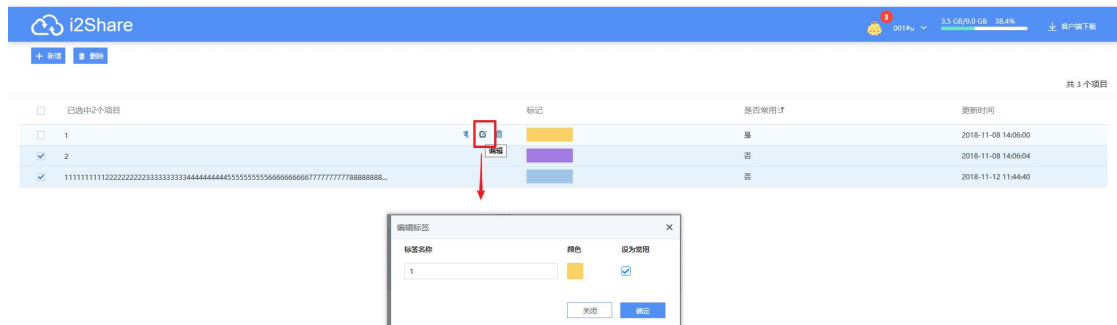 i2Share
3
001#u
3.5 GB/9.0 GB 38.4%
客户端下载
新增 删除
共 3 个项目
已选中2个项目 标记 是否常用 更新时间
1 是 2018-11-08 14:06:00
编辑
2 否 2018-11-08 14:06:04
11111111112222222222333333333344444444445555555555666666666677777777778888888... 否 2018-11-12 11:44:40
编辑标签
标签名称 颜色 设为常用
1
关闭 确定